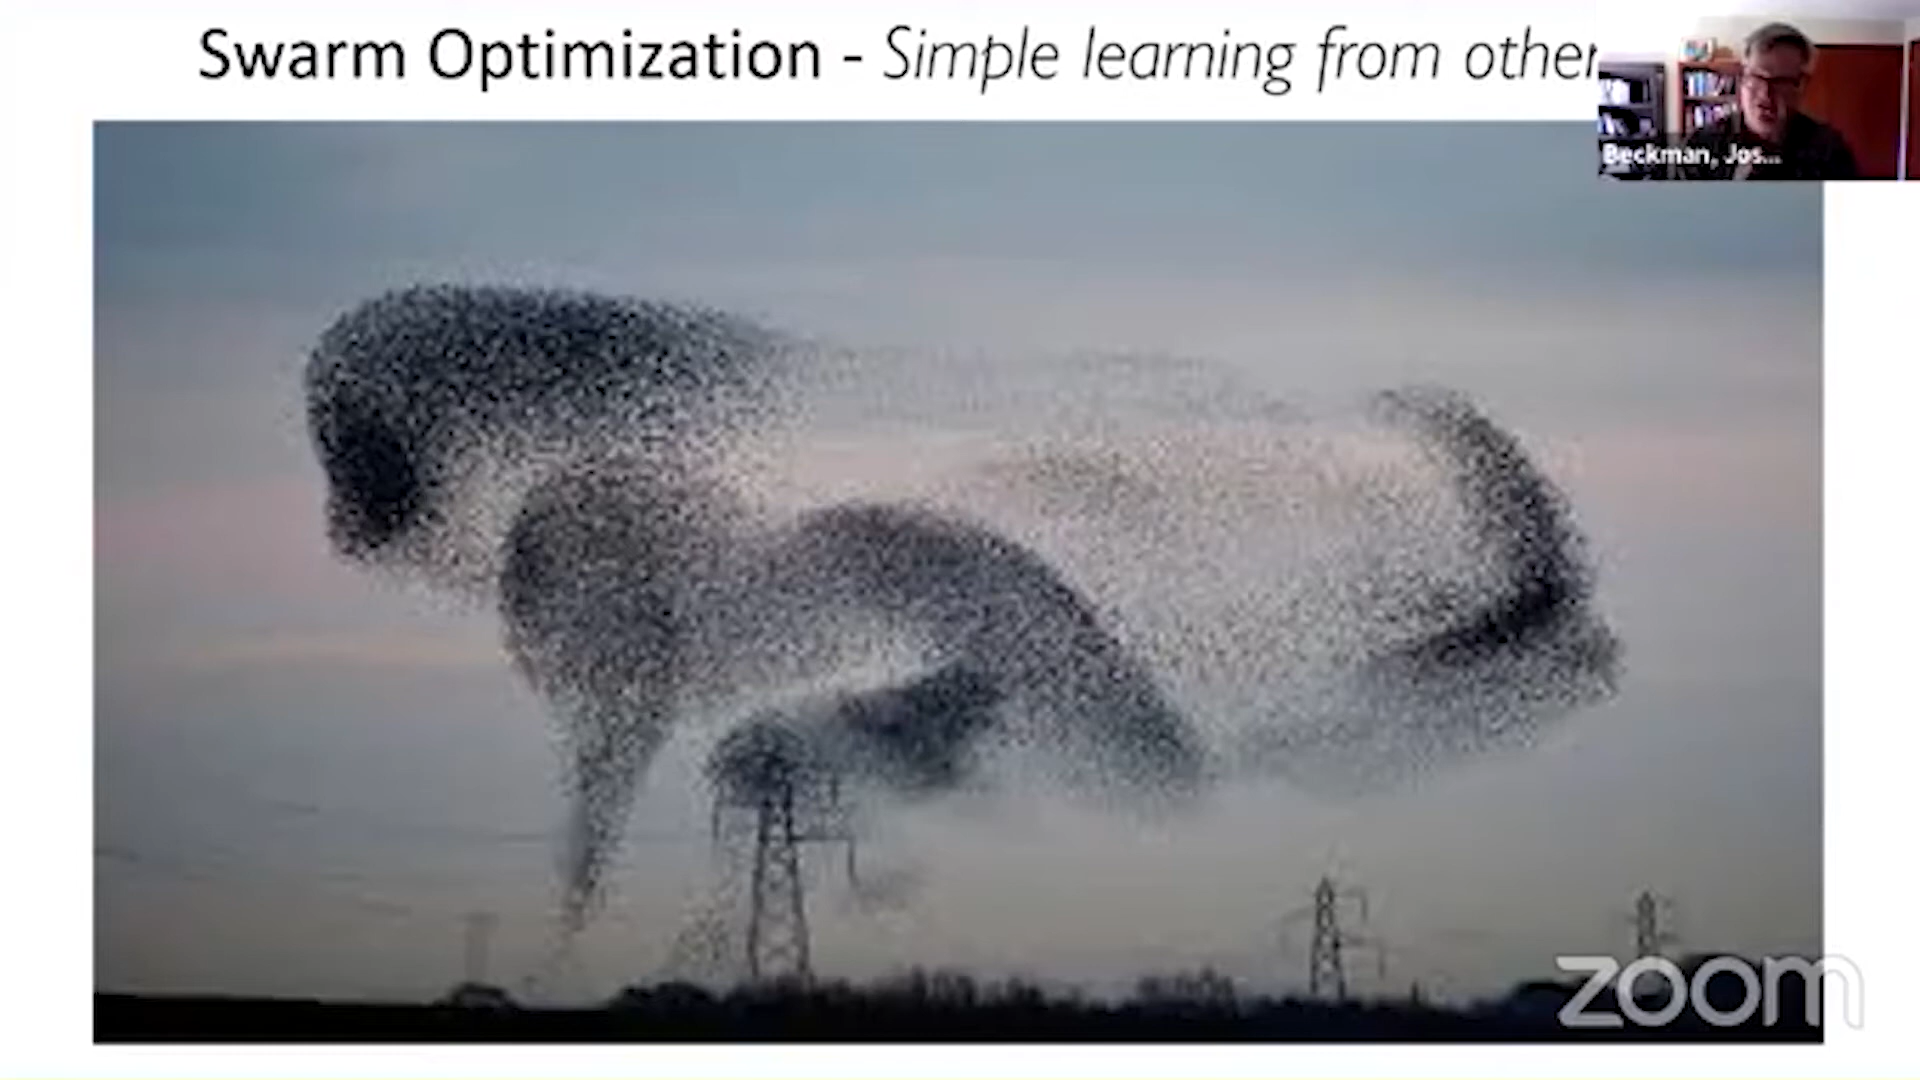 Swarm Optimization - Simple learning from other
Beckman, Jos...
zoom